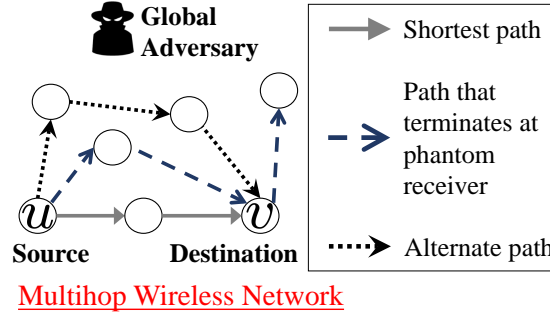 Global
Adversary
u
v
Source
Destination
Multihop Wireless Network
Shortest path
Path that
terminates at
phantom
receiver
Alternate path